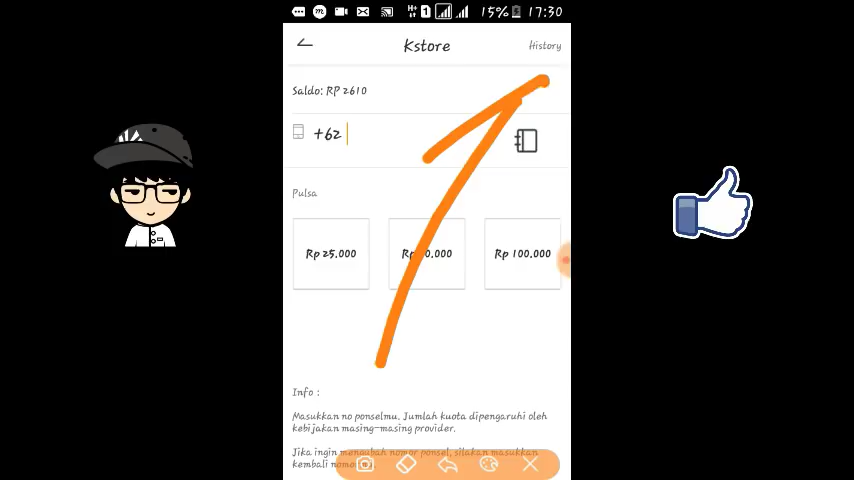 H+ 1 15% 17:30
Kstore
History
Saldo: RP 2610
+62
Pulsa
Rp 25.000
Rp 100.000
Info :
Masukkan no ponselmu. Jumlah kuota dipengaruhi oleh
kebijakan masing-masing provider.
Jika ingin mengubah nomor ponsel, silakan masukkan
kembali